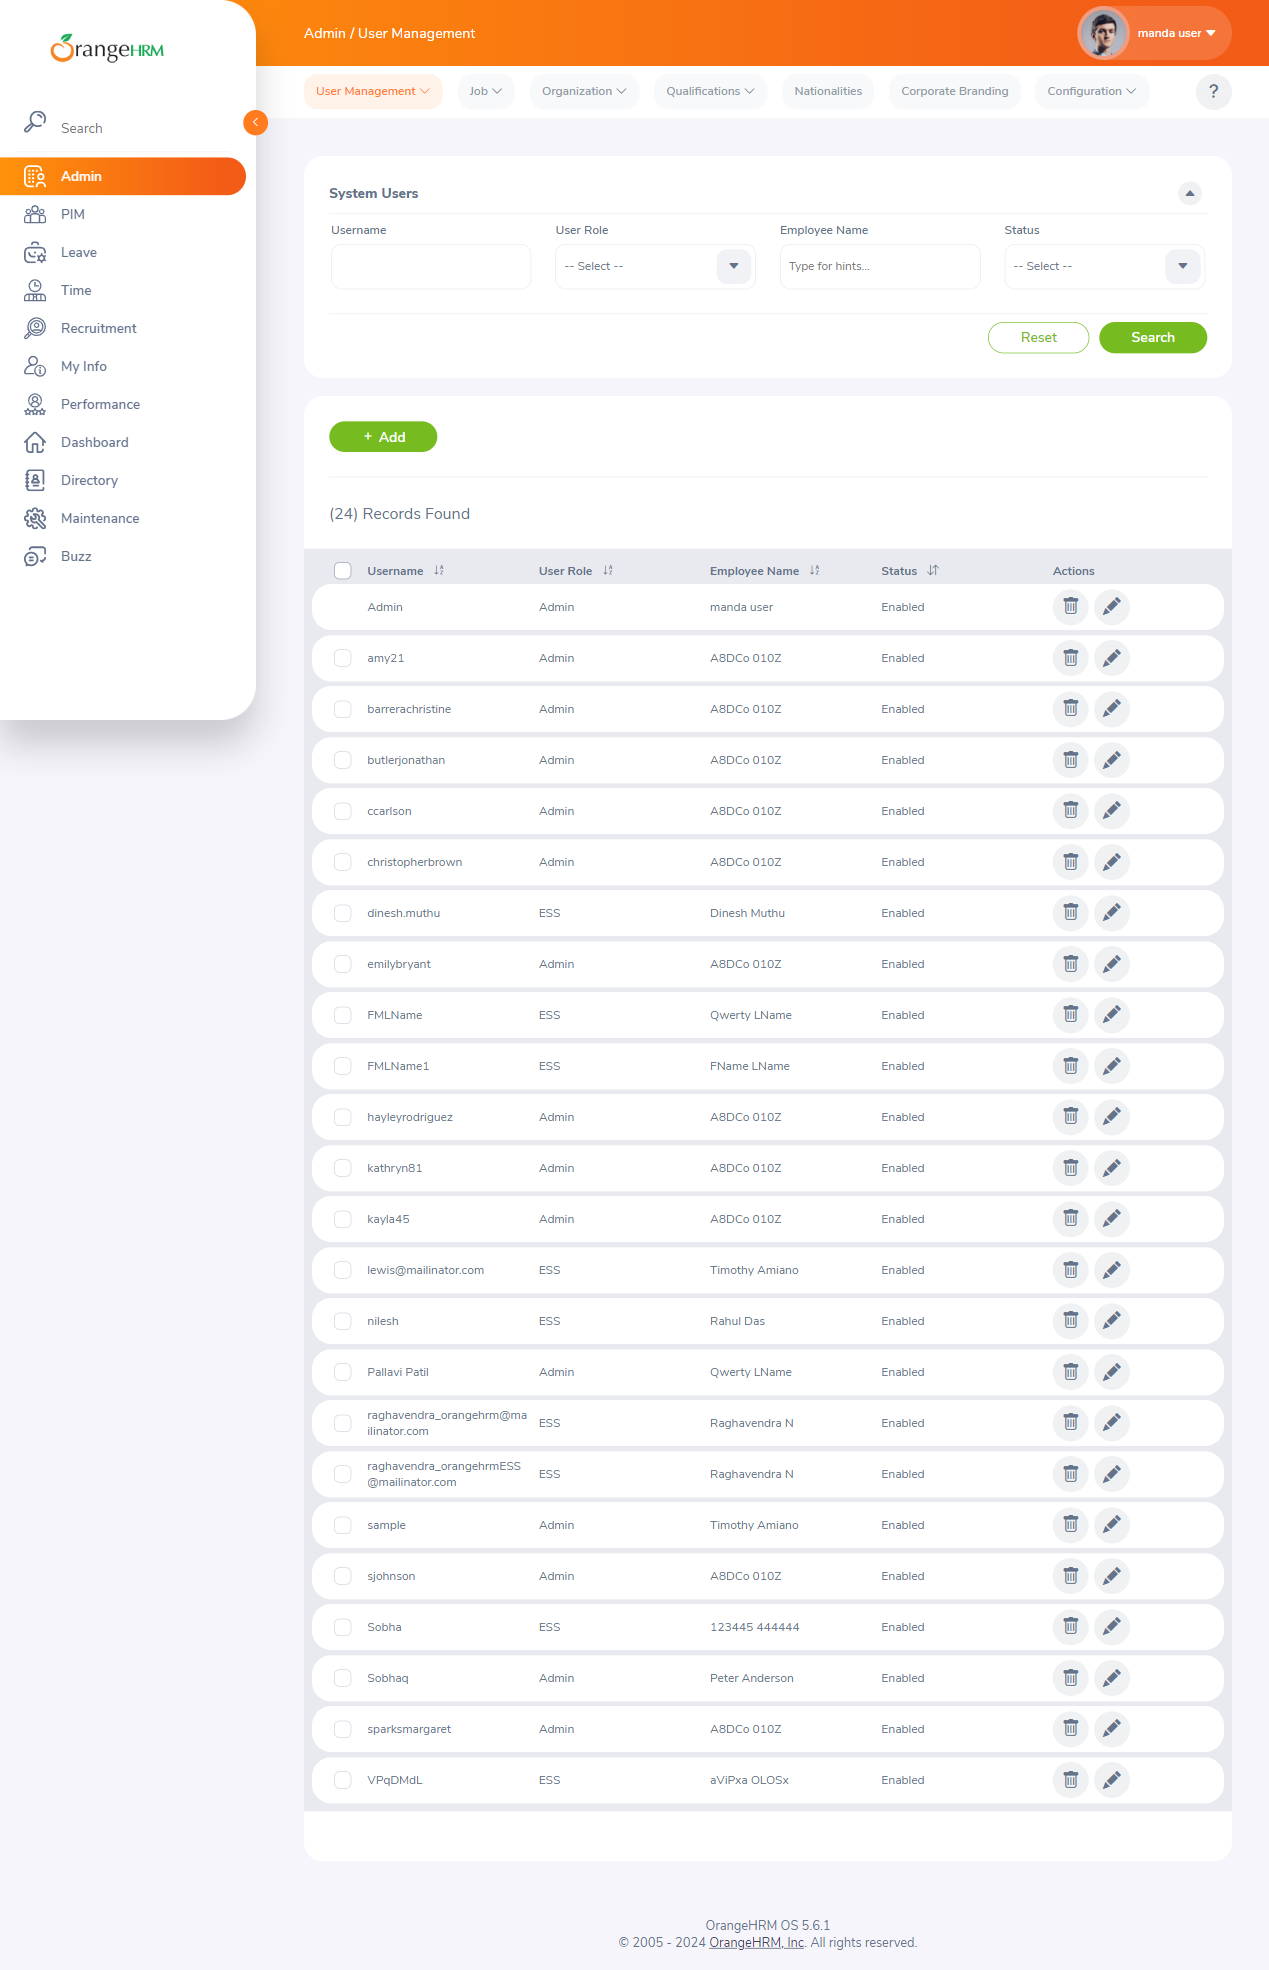 OrangeHRM
Search
Admin
PIM
Leave
Time
Recruitment
My Info
Performance
Dashboard
Directory
Maintenance
Buzz
Admin / User Management
manda user
User Management
Job
Organization
Qualifications
Nationalities
Corporate Branding
Configuration
?
System Users
Username User Role Employee Name Status
-- Select -- Type for hints... -- Select --
Reset Search
+ Add
(24) Records Found
Username User Role Employee Name Status Actions
Admin Admin manda user Enabled
amy21 Admin A8DCo 010Z Enabled
barrerachristine Admin A8DCo 010Z Enabled
butlerjonathan Admin A8DCo 010Z Enabled
ccarlson Admin A8DCo 010Z Enabled
christopherbrown Admin A8DCo 010Z Enabled
dinesh.muthu ESS Dinesh Muthu Enabled
emilybryant Admin A8DCo 010Z Enabled
FMLName ESS Qwerty LName Enabled
FMLName1 ESS FName LName Enabled
hayleyrodriguez Admin A8DCo 010Z Enabled
kathryn81 Admin A8DCo 010Z Enabled
kayla45 Admin A8DCo 010Z Enabled
lewis@mailinator.com ESS Timothy Amiano Enabled
nilesh ESS Rahul Das Enabled
Pallavi Patil Admin Qwerty LName Enabled
raghavendra_orangehrm@ma
ilinator.com ESS Raghavendra N Enabled
raghavendra_orangehrmESS
@mailinator.com ESS Raghavendra N Enabled
sample Admin Timothy Amiano Enabled
sjohnson Admin A8DCo 010Z Enabled
Sobha ESS 123445 444444 Enabled
Sobhaq Admin Peter Anderson Enabled
sparksmargaret Admin A8DCo 010Z Enabled
VPqDMdL ESS aViPxa OLOSx Enabled
OrangeHRM OS 5.6.1
© 2005 - 2024 OrangeHRM, Inc. All rights reserved.